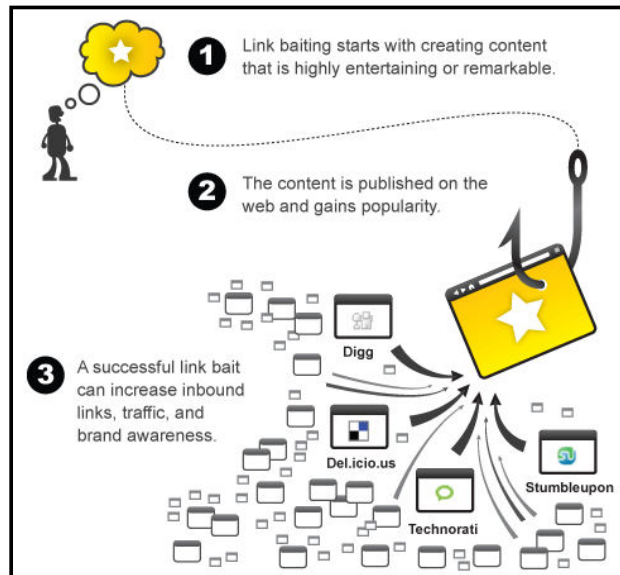 1
Link baiting starts with creating content
that is highly entertaining or remarkable.
2
The content is published on the
web and gains popularity.
Digg
3
A successful link bait
can increase inbound
links, traffic, and
brand awareness.
Del.icio.us
Technorati
Stumbleupon